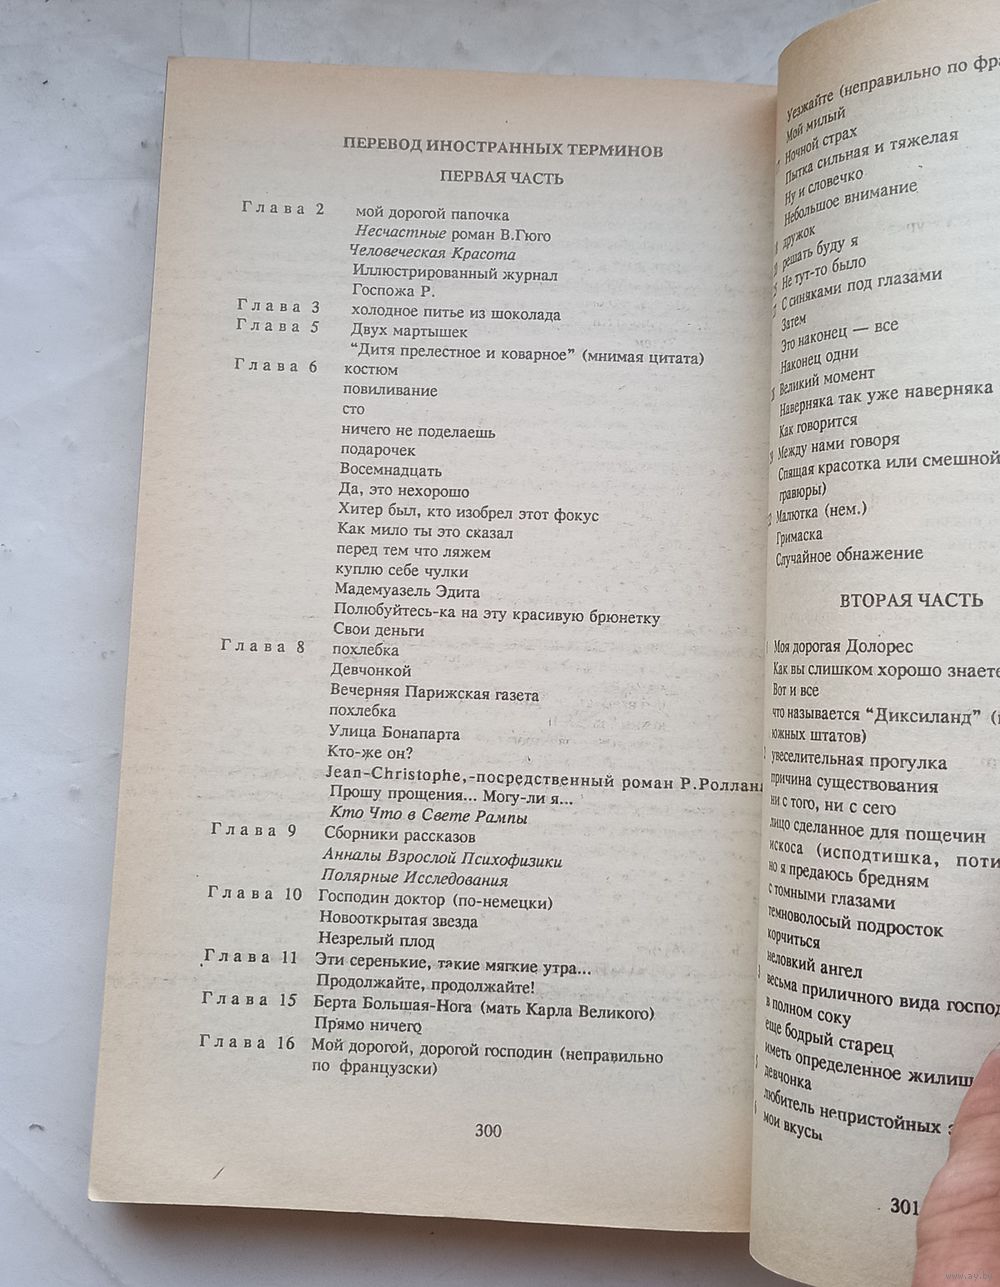 ПЕРЕВОД ИНОСТРАННЫХ ТЕРМИНОВ
ПЕРВАЯ ЧАСТЬ
Глава 2 мой дорогой папочка
Несчастные роман В.Гюго
Человеческая Красота
Иллюстрированный журнал
Госпожа Р.
Глава 3 холодное питье из шоколада
Глава 5 Двух мартышек
“Дитя прелестное и коварное” (мнимая цитата)
Глава 6 костюм
повиливание
сто
ничего не поделаешь
подарочек
Восемнадцать
Да, это нехорошо
Хитер был, кто изобрел этот фокус
Как мило ты это сказал
перед тем что ляжем
куплю себе чулки
Мадемуазель Эдита
Полюбуйтесь-ка на эту красивую брюнетку
Свои деньги
Глава 8 похлебка
Девчонкой
Вечерняя Парижская газета
похлебка
Улица Бонапарта
Кто-же он?
Jean-Christophe,-посредственный роман Р.Роллан
Прошу прощения... Могу-ли я...
Кто Что в Свете Рампы
Глава 9 Сборники рассказов
Анналы Взрослой Психофизики
Полярные Исследования
Глава 10 Господин доктор (по-немецки)
Новооткрытая звезда
Незрелый плод
Глава 11 Эти серенькие, такие мягкие утра...
Продолжайте, продолжайте!
Глава 15 Берта Большая-Нога (мать Карла Великого)
Прямо ничего
Глава 16 Мой дорогой, дорогой господин (неправильно
по французски)
300
Уезжайте (неправильно по фра
Мой милый
Ночной страх
Пытка сильная и тяжелая
Ну и словечко
Небольшое внимание
дружок
решать буду я
Не тут-то было
С синяками под глазами
Затем
Это наконец — все
Наконец одни
Великий момент
Наверняка так уже наверняка
Как говорится
Между нами говоря
Спящая красотка или смешной
гравюры)
Малютка (нем.)
Гримаска
Случайное обнажение
ВТОРАЯ ЧАСТЬ
Моя дорогая Долорес
Как вы слишком хорошо знаете
Вот и все
что называется “Диксиланд”
южных штатов)
увеселительная прогулка
причина существования
ни с того, ни с сего
лицо сделанное для пощечин
искоса (исподтишка, поти
но я предаюсь бредням
с томными глазами
темноволосый подросток
корчиться
неловкий ангел
весьма приличного вида господ
в полном соку
еще бодрый старец
иметь определенное жилищ
девчонка
любитель непристойных
мои вкусы
301
www.ay.by